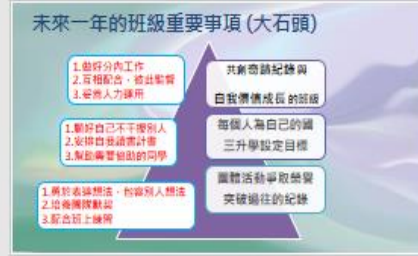 未來一年的班級重要事項 (大石頭)
1.做好分內工作
2.互相配合、彼此監督
3.妥善人力運用
共創奇蹟紀錄與
自我價值成長的班級
1.顧好自己不干擾別人
2.安排自我讀書計畫
3.幫助需要協助的同學
每個人為自己的國
三升學設定目標
1.勇於表達想法、包容別人想法
2.培養團隊默契
3.配合班上練習
團體活動爭取榮譽
突破過往的紀錄